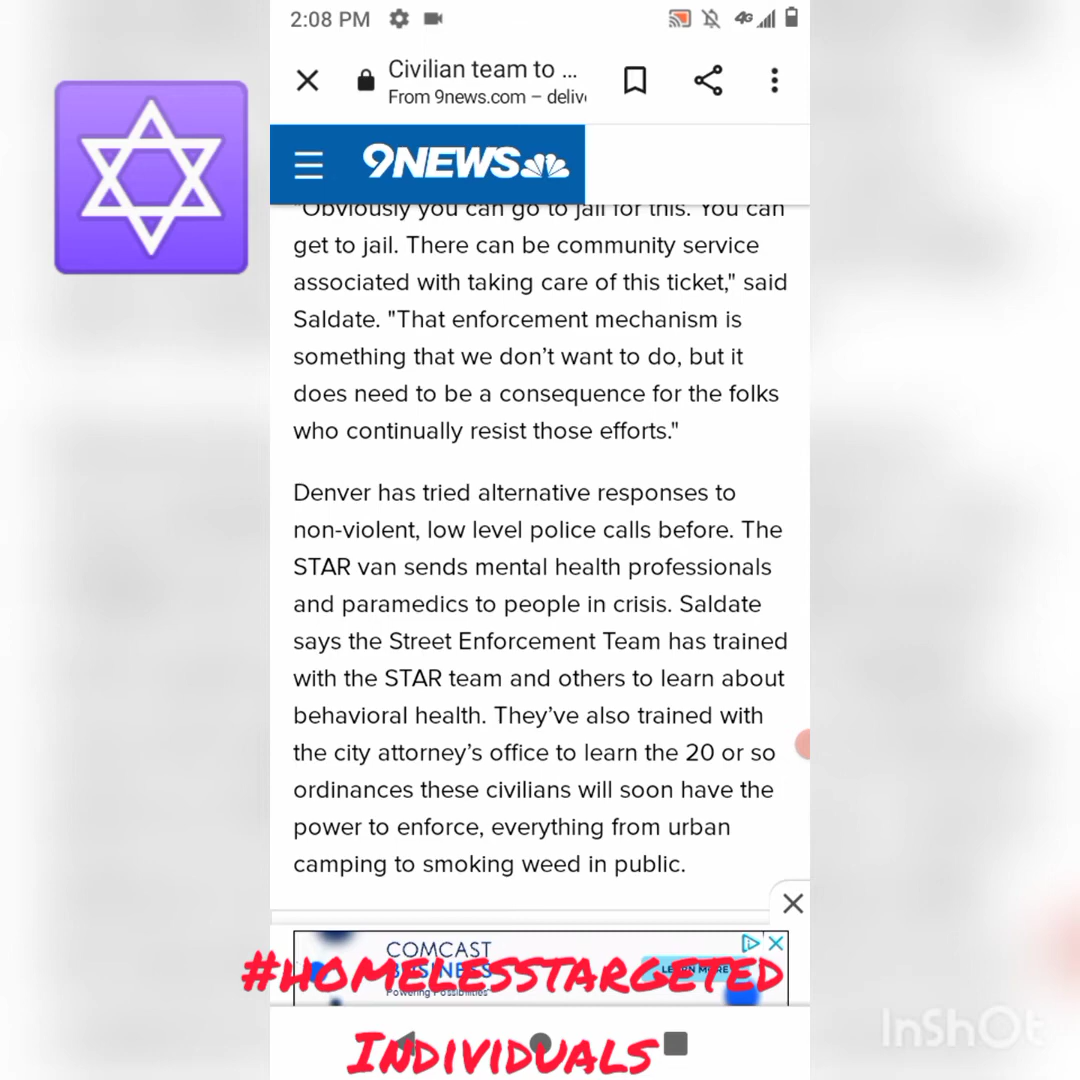 2:08 PM
4G
Civilian team to ...
From 9news.com – deliv
9NEWS
"Obviously you can go to jail for this. You can
get to jail. There can be community service
associated with taking care of this ticket," said
Saldate. "That enforcement mechanism is
something that we don’t want to do, but it
does need to be a consequence for the folks
who continually resist those efforts."
Denver has tried alternative responses to
non-violent, low level police calls before. The
STAR van sends mental health professionals
and paramedics to people in crisis. Saldate
says the Street Enforcement Team has trained
with the STAR team and others to learn about
behavioral health. They’ve also trained with
the city attorney’s office to learn the 20 or so
ordinances these civilians will soon have the
power to enforce, everything from urban
camping to smoking weed in public.
COMCAST
BUSINESS
LEARN MORE
Powering Possibilities™
#HOMELESSTARGETED
INDIVIDUALS
InShOt